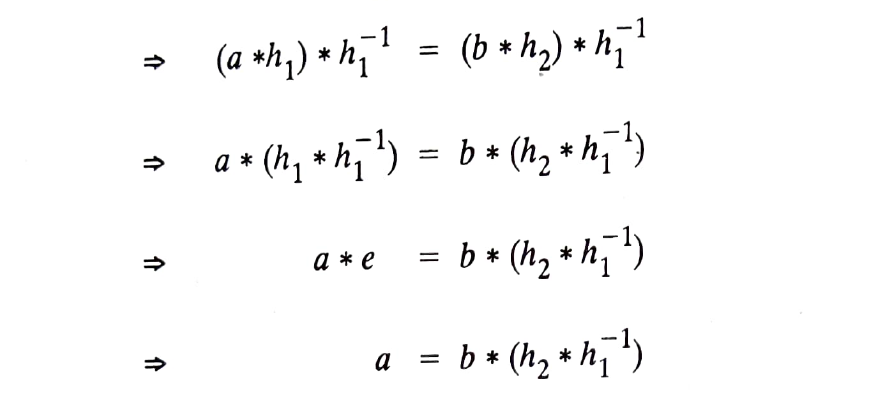 ⇒ (a * h₁) * h₁⁻¹ = (b * h₂) * h₁⁻¹
⇒ a * (h₁ * h₁⁻¹) = b * (h₂ * h₁⁻¹)
⇒ a * e = b * (h₂ * h₁⁻¹)
⇒ a = b * (h₂ * h₁⁻¹)